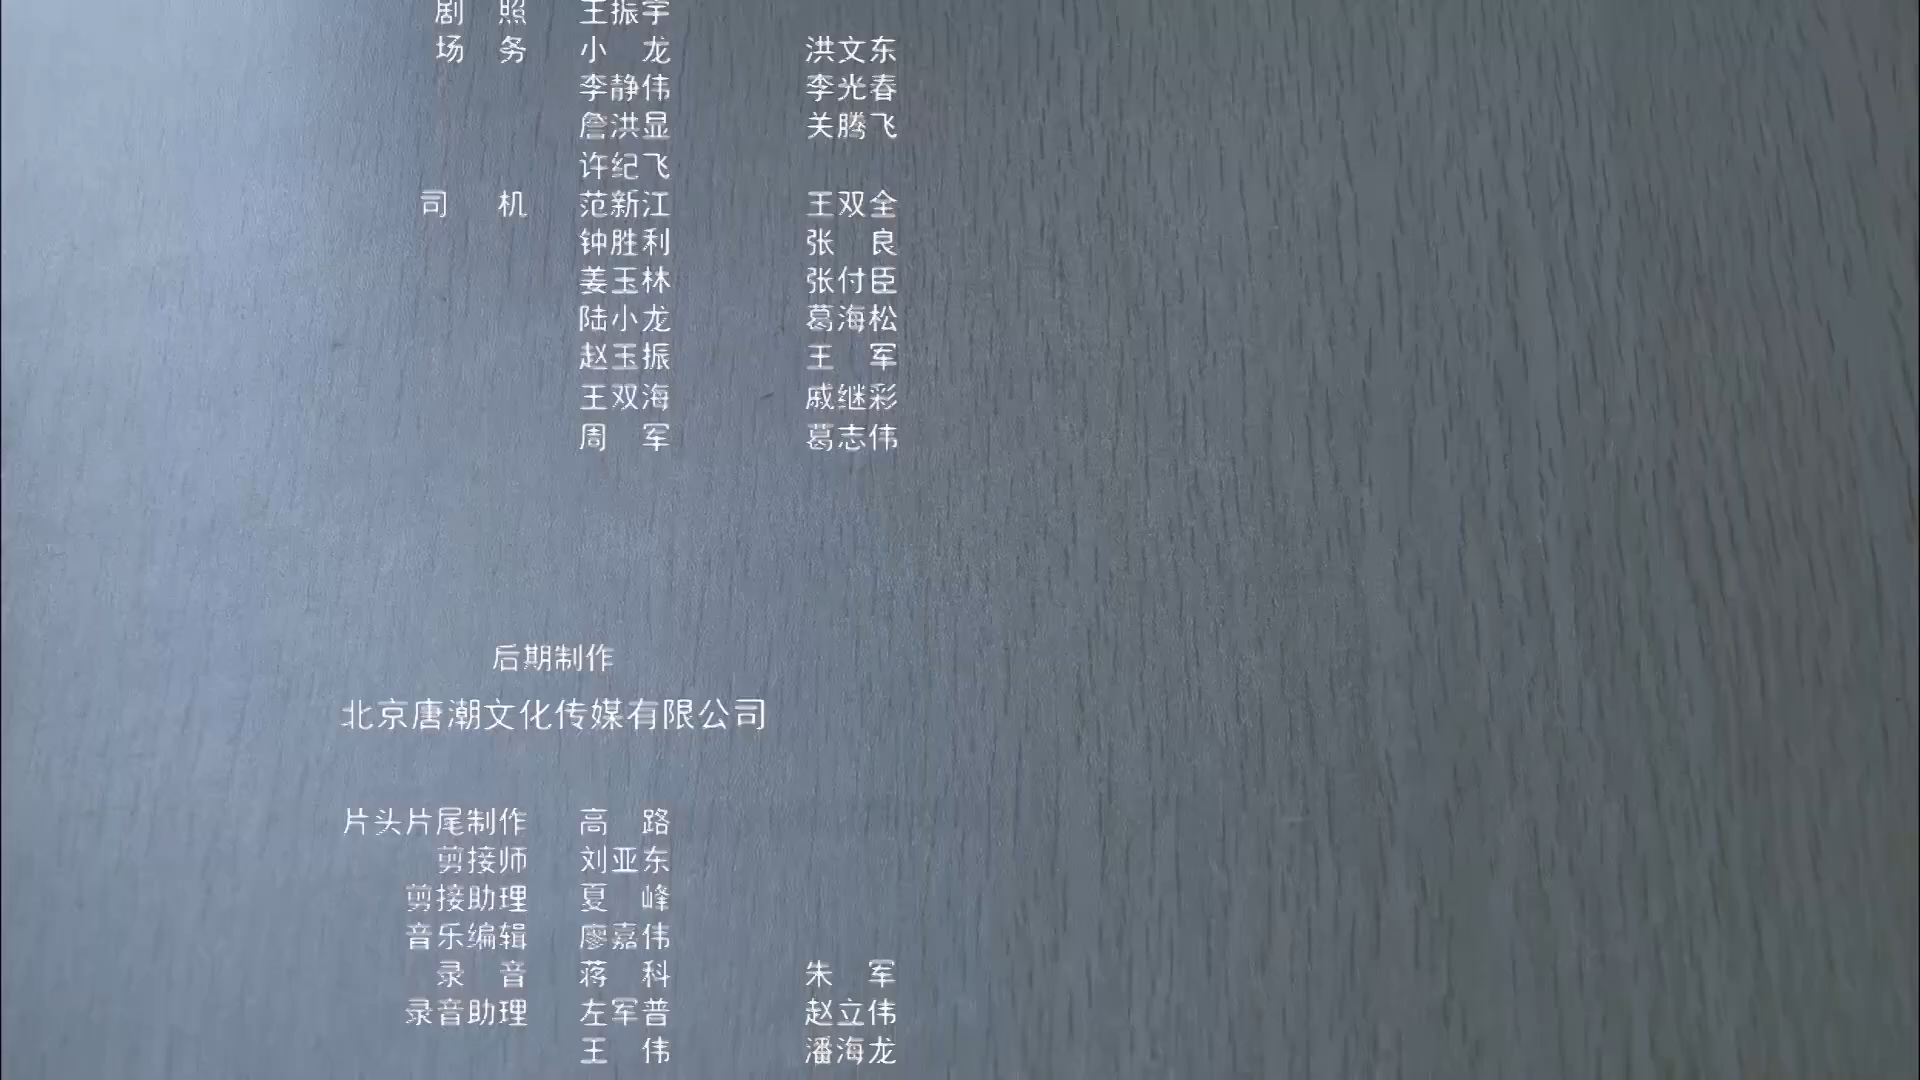 剧 照 王振宇
场 务 小 龙 洪文东
李静伟 李光春
詹洪显 关腾飞
许纪飞
司 机 范新江 王双全
钟胜利 张 良
姜玉林 张付臣
陆小龙 葛海松
赵玉振 王 军
王双海 戚继彩
周 军 葛志伟
后期制作
北京唐潮文化传媒有限公司
片头片尾制作 高 路
剪接师 刘亚东
剪接助理 夏 峰
音乐编辑 廖嘉伟
录 音 蒋 科 朱 军
录音助理 左军普 赵立伟
王 伟 潘海龙